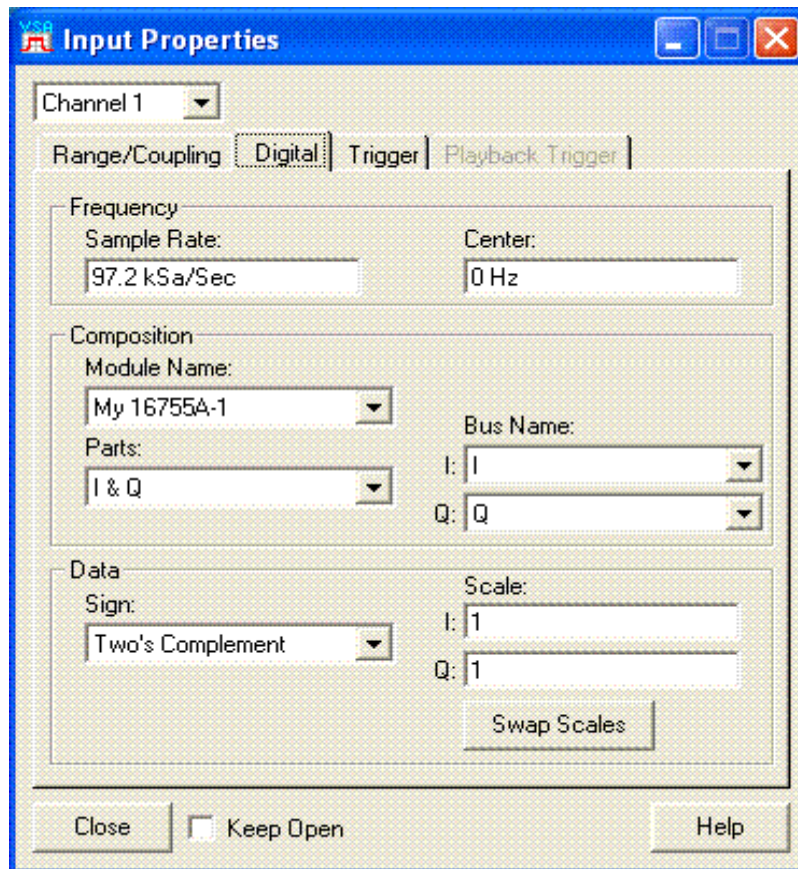 VSA
Input Properties
Channel 1
Range/Coupling Digital Trigger Playback Trigger
Frequency
Sample Rate: Center:
97.2 kSa/Sec 0 Hz
Composition
Module Name:
My 16755A-1
Bus Name:
Parts:
I: I
I & Q
Q: Q
Data
Scale:
Sign:
I: 1
Two's Complement
Q: 1
Swap Scales
Close Keep Open Help